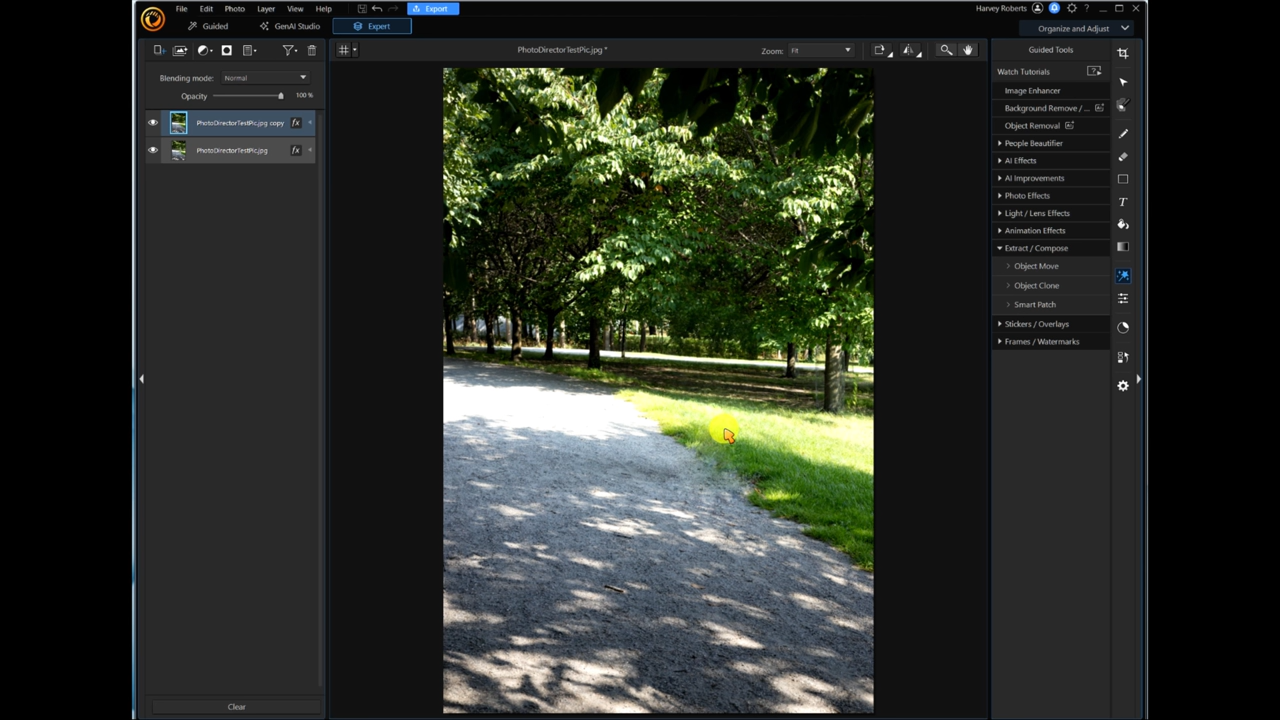 File Edit Photo Layer View Help Export
Harvey Roberts
Guided GenAI Studio Expert
Organize and Adjust
PhotoDirectorTestPic.jpg *
Zoom: Fit
Guided Tools
Blending mode: Normal
Opacity 100 %
PhotoDirectorTestPic.jpg copy fx
PhotoDirectorTestPic.jpg fx
Watch Tutorials
Image Enhancer
Background Remove / ...
Object Removal
People Beautifier
AI Effects
AI Improvements
Photo Effects
Light / Lens Effects
Animation Effects
Extract / Compose
Object Move
Object Clone
Smart Patch
Stickers / Overlays
Frames / Watermarks
Clear